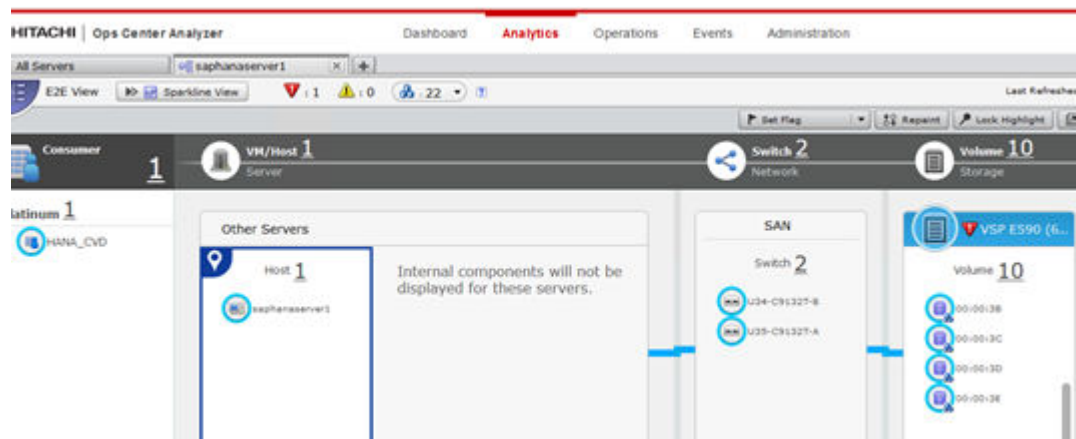 HITACHI | Ops Center Analyzer Dashboard Analytics Operations Events Administration
All Servers saphanaserver1 × +
E2E View Sparkline View : 1 : 0 : 22 ? Last Refreshed
Set Flag Repaint Lock Highlight
Consumer 1 VM/Host 1 Switch 2 Volume 10
Server Network Storage
latinum 1 Other Servers SAN VSP E590 (6...
HANA_CVD Host 1 Internal components will not be Switch 2 Volume 10
saphanaserver1 displayed for these servers. U34-C91327-B 00:00:3B
U35-C91327-A 00:00:3C
00:00:3D
00:00:3E